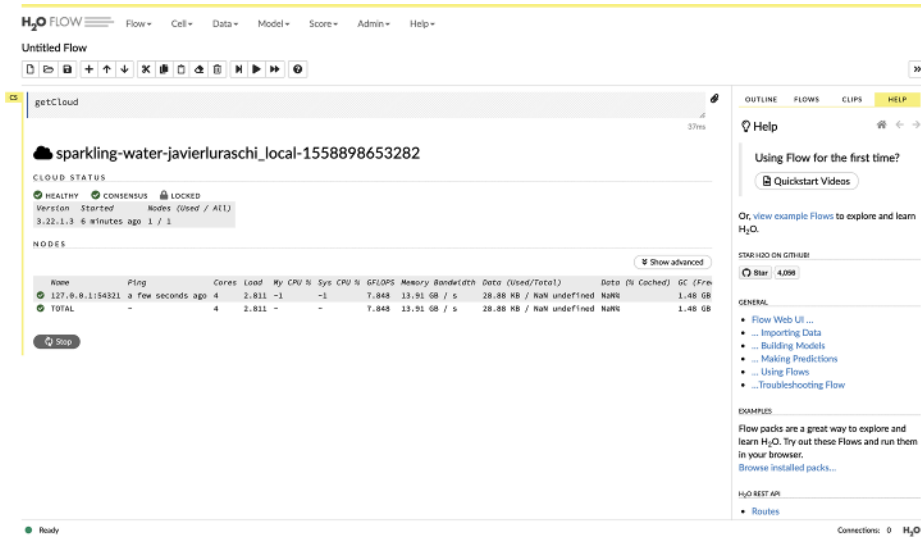 H2O FLOW Flow Cell Data Model Score Admin Help
Untitled Flow
CS
getCloud
37ms
sparkling-water-javierluraschi_local-1558898653282
CLOUD STATUS
HEALTHY CONSENSUS LOCKED
Version Started Nodes (Used / All)
3.22.1.3 6 minutes ago 1 / 1
NODES
Show advanced
Name Ping Cores Load My CPU % Sys CPU % GFLOPS Memory Bandwidth Data (Used/Total) Data (% Cached) GC (Fre
127.0.0.1:54321 a few seconds ago 4 2.811 -1 -1 7.848 13.91 GB / s 28.88 KB / NaN undefined NaN% 1.48 GB
TOTAL - 4 2.811 - - 7.848 13.91 GB / s 28.88 KB / NaN undefined NaN% 1.48 GB
Stop
OUTLINE FLOWS CLIPS HELP
Help
Using Flow for the first time?
Quickstart Videos
Or, view example Flows to explore and learn
H2O.
STAR H2O ON GITHUB!
Star 4,056
GENERAL
Flow Web UI ...
... Importing Data
... Building Models
... Making Predictions
... Using Flows
...Troubleshooting Flow
EXAMPLES
Flow packs are a great way to explore and
learn H2O. Try out these Flows and run them
in your browser.
Browse installed packs...
H2O REST API
Routes
Ready
Connections: 0 H2O